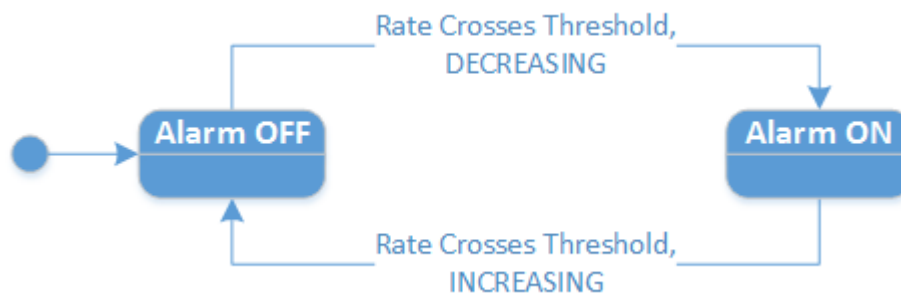 Rate Crosses Threshold,
DECREASING
Alarm OFF
Alarm ON
Rate Crosses Threshold,
INCREASING